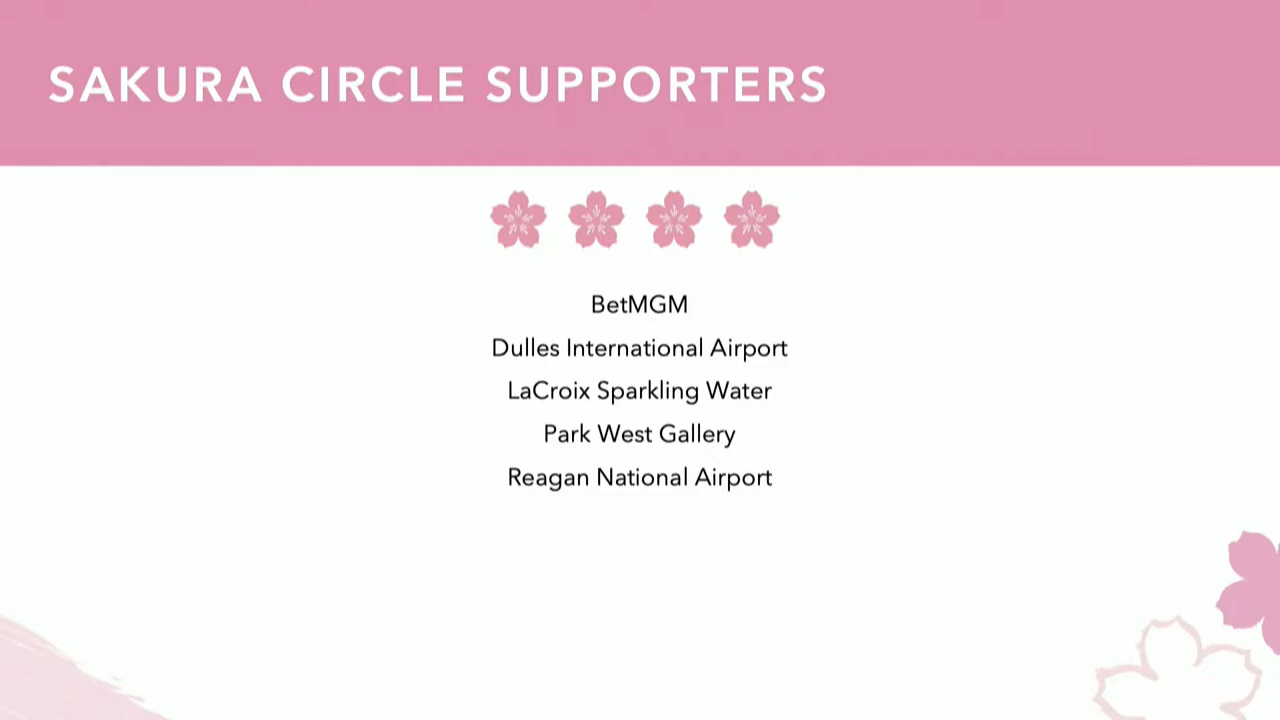 SAKURA CIRCLE SUPPORTERS
BetMGM
Dulles International Airport
LaCroix Sparkling Water
Park West Gallery
Reagan National Airport